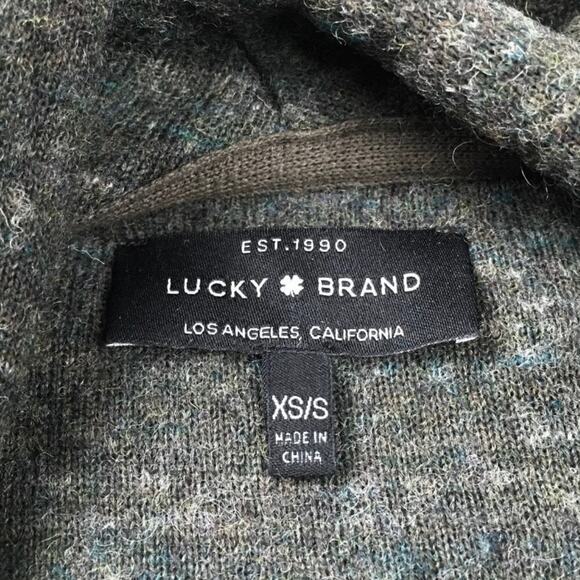 EST.1990
LUCKY BRAND
LOS ANGELES, CALIFORNIA
XS/S
MADE IN
CHINA